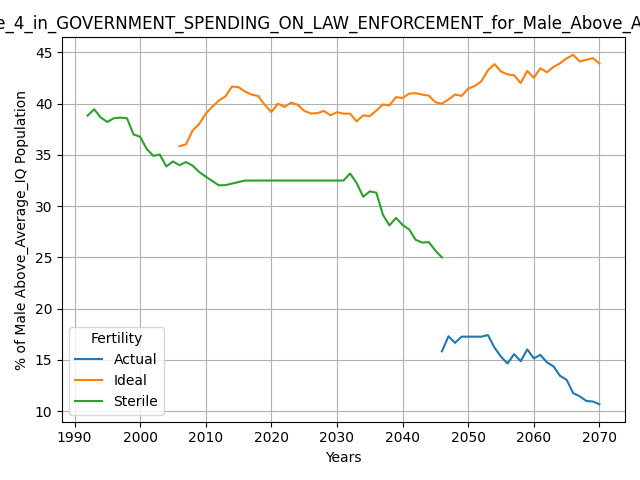 e_4_in_GOVERNMENT_SPENDING_ON_LAW_ENFORCEMENT_for_Male_Above_A
45
40
35
30
25
20
15
10
% of Male Above_Average_IQ Population
Fertility
Actual
Ideal
Sterile
1990 2000 2010 2020 2030 2040 2050 2060 2070
Years